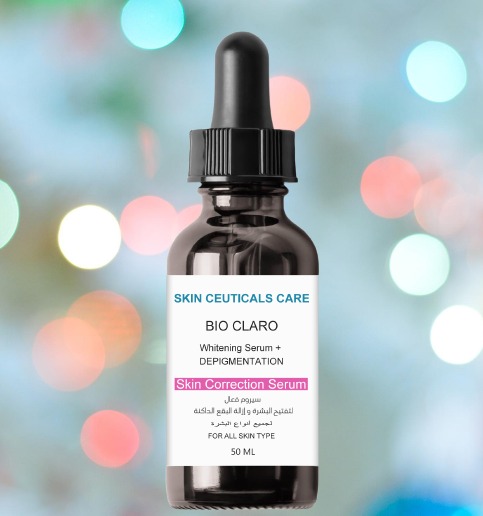 SKIN CEUTICALS CARE
BIO CLARO
Whitening Serum +
DEPIGMENTATION
Skin Correction Serum
سيروم فعال
لتفتيح البشرة و إزالة البقع الداكنة
لجميع أنواع البشرة
FOR ALL SKIN TYPE
50 ML